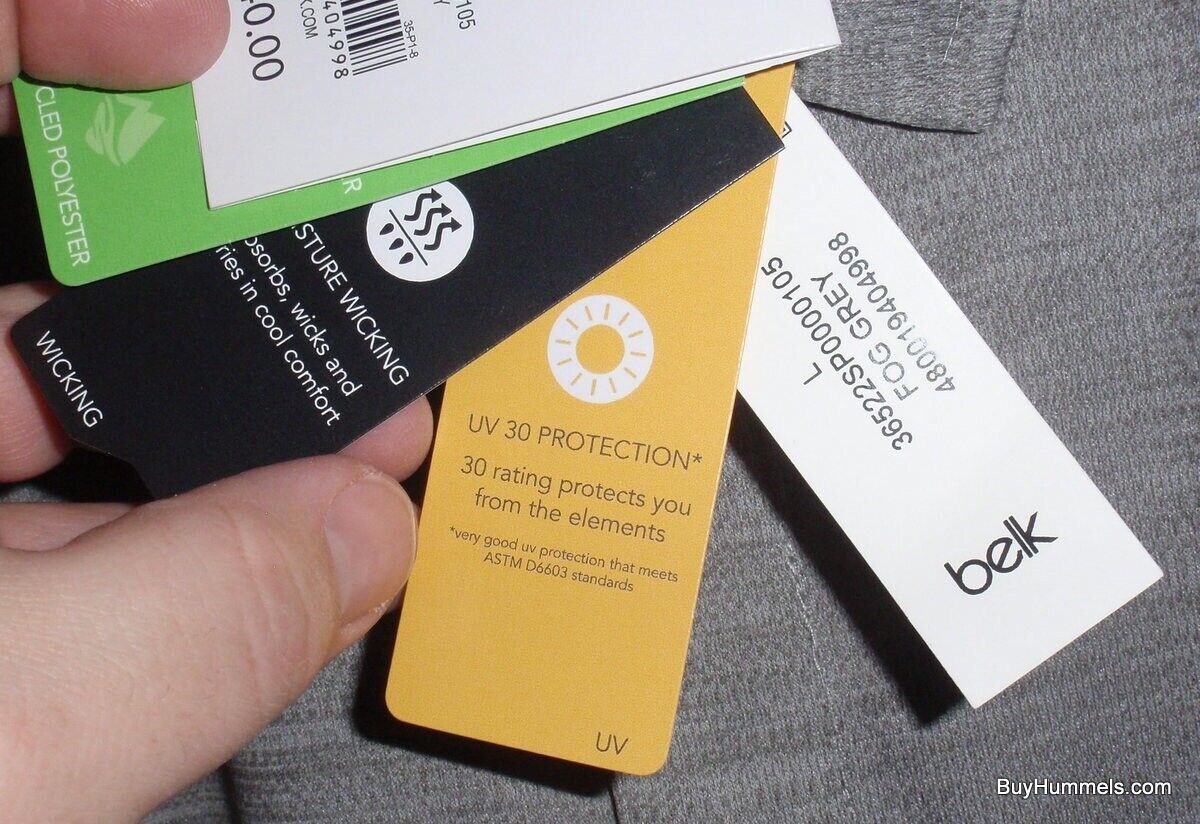 105
35-P1-8
404998
0.00
.COM
CLED POLYESTER
R
STURE WICKING
bsorbs, wicks and
ries in cool comfort
WICKING
UV 30 PROTECTION*
30 rating protects you
from the elements
*very good uv protection that meets
ASTM D6603 standards
UV
L
36522SP0000105
FOG GREY
480019404998
belk
BuyHummels.com